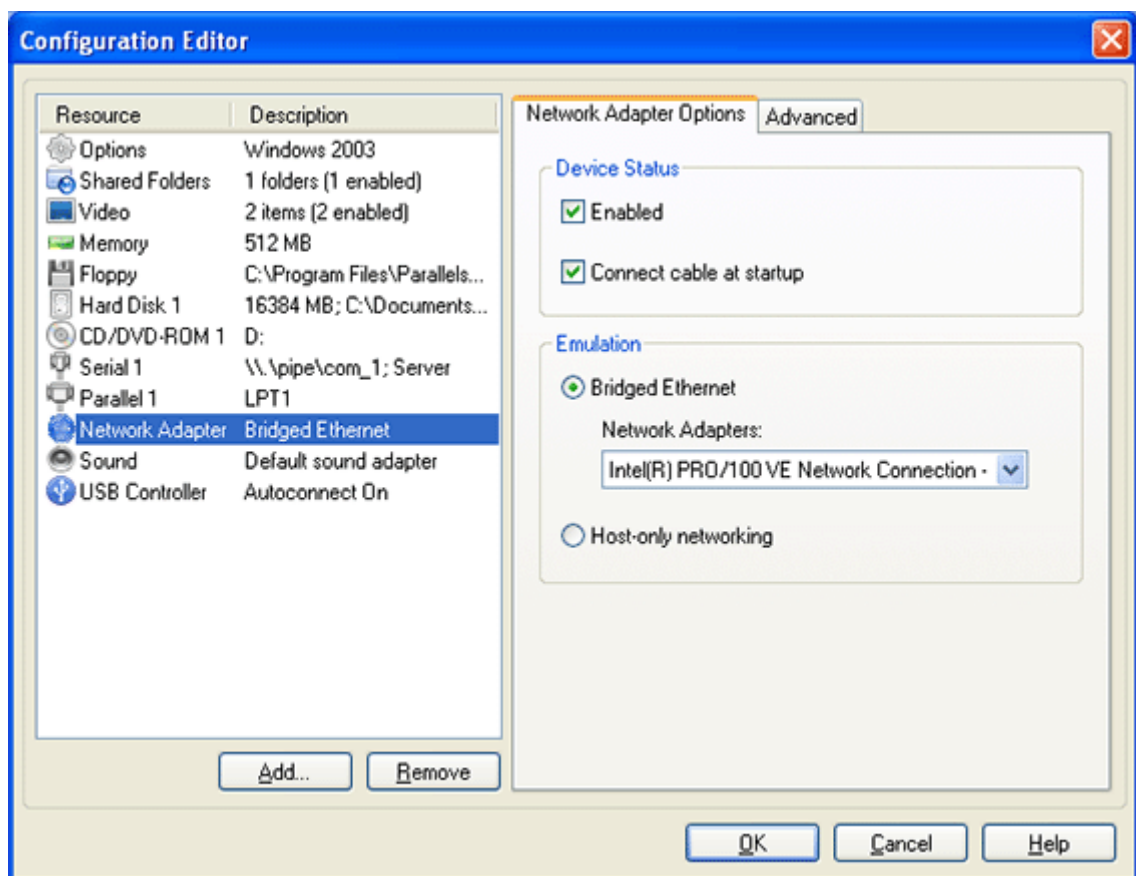 Configuration Editor
Resource Description
Options Windows 2003
Shared Folders 1 folders (1 enabled)
Video 2 items (2 enabled)
Memory 512 MB
Floppy C:\Program Files\Parallels...
Hard Disk 1 16384 MB; C:\Documents...
CD/DVD-ROM 1 D:
Serial 1 \\.\pipe\com_1; Server
Parallel 1 LPT1
Network Adapter Bridged Ethernet
Sound Default sound adapter
USB Controller Autoconnect On
Add... Remove
Network Adapter Options Advanced
Device Status
Enabled
Connect cable at startup
Emulation
Bridged Ethernet
Network Adapters:
Intel(R) PRO/100 VE Network Connection -
Host-only networking
OK Cancel Help